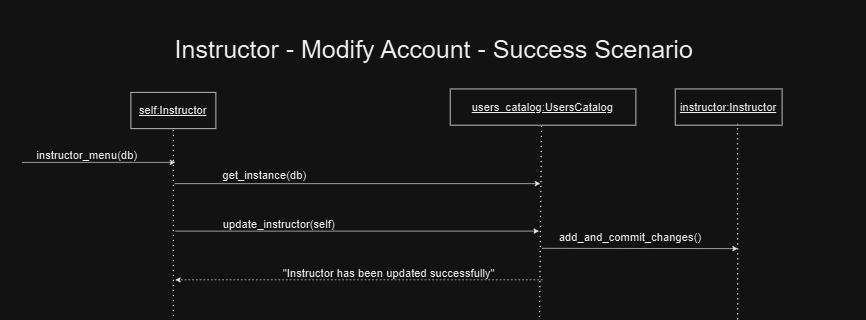 Instructor - Modify Account - Success Scenario
self:Instructor
users_catalog:UsersCatalog
instructor:Instructor
instructor_menu(db)
get_instance(db)
update_instructor(self)
add_and_commit_changes()
"Instructor has been updated successfully"